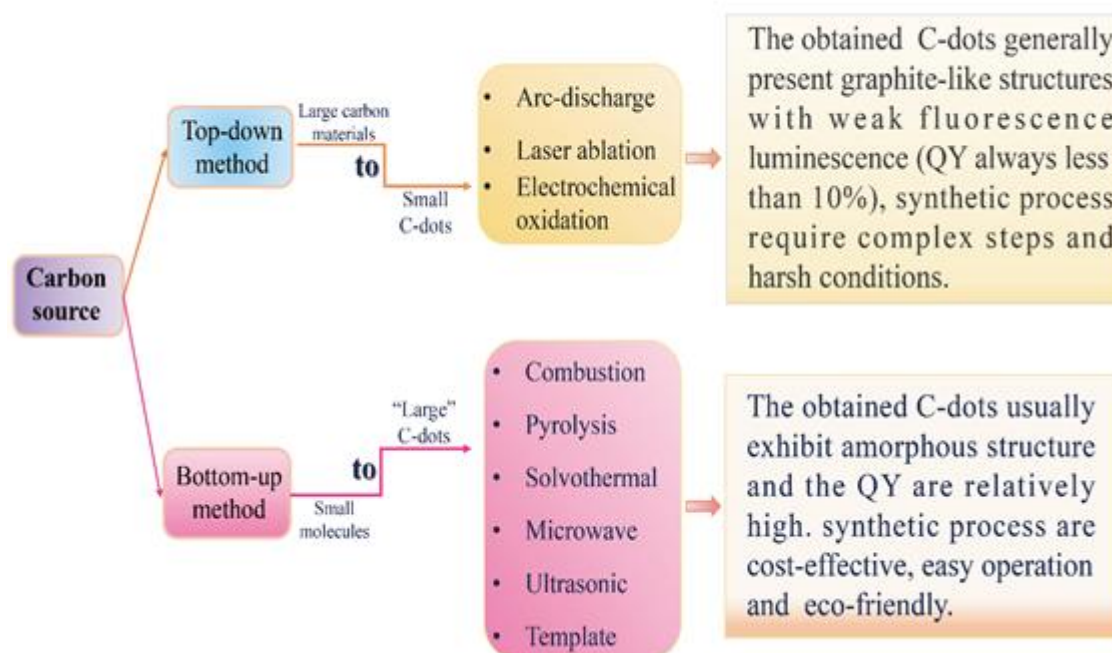 Carbon
source
Top-down
method
Large carbon
materials
to
Small
C-dots
• Arc-discharge
• Laser ablation
• Electrochemical
oxidation
The obtained C-dots generally
present graphite-like structures
with weak fluorescence
luminescence (QY always less
than 10%), synthetic process
require complex steps and
harsh conditions.
Bottom-up
method
Small
molecules
to
“Large”
C-dots
• Combustion
• Pyrolysis
• Solvothermal
• Microwave
• Ultrasonic
• Template
The obtained C-dots usually
exhibit amorphous structure
and the QY are relatively
high. synthetic process are
cost-effective, easy operation
and eco-friendly.